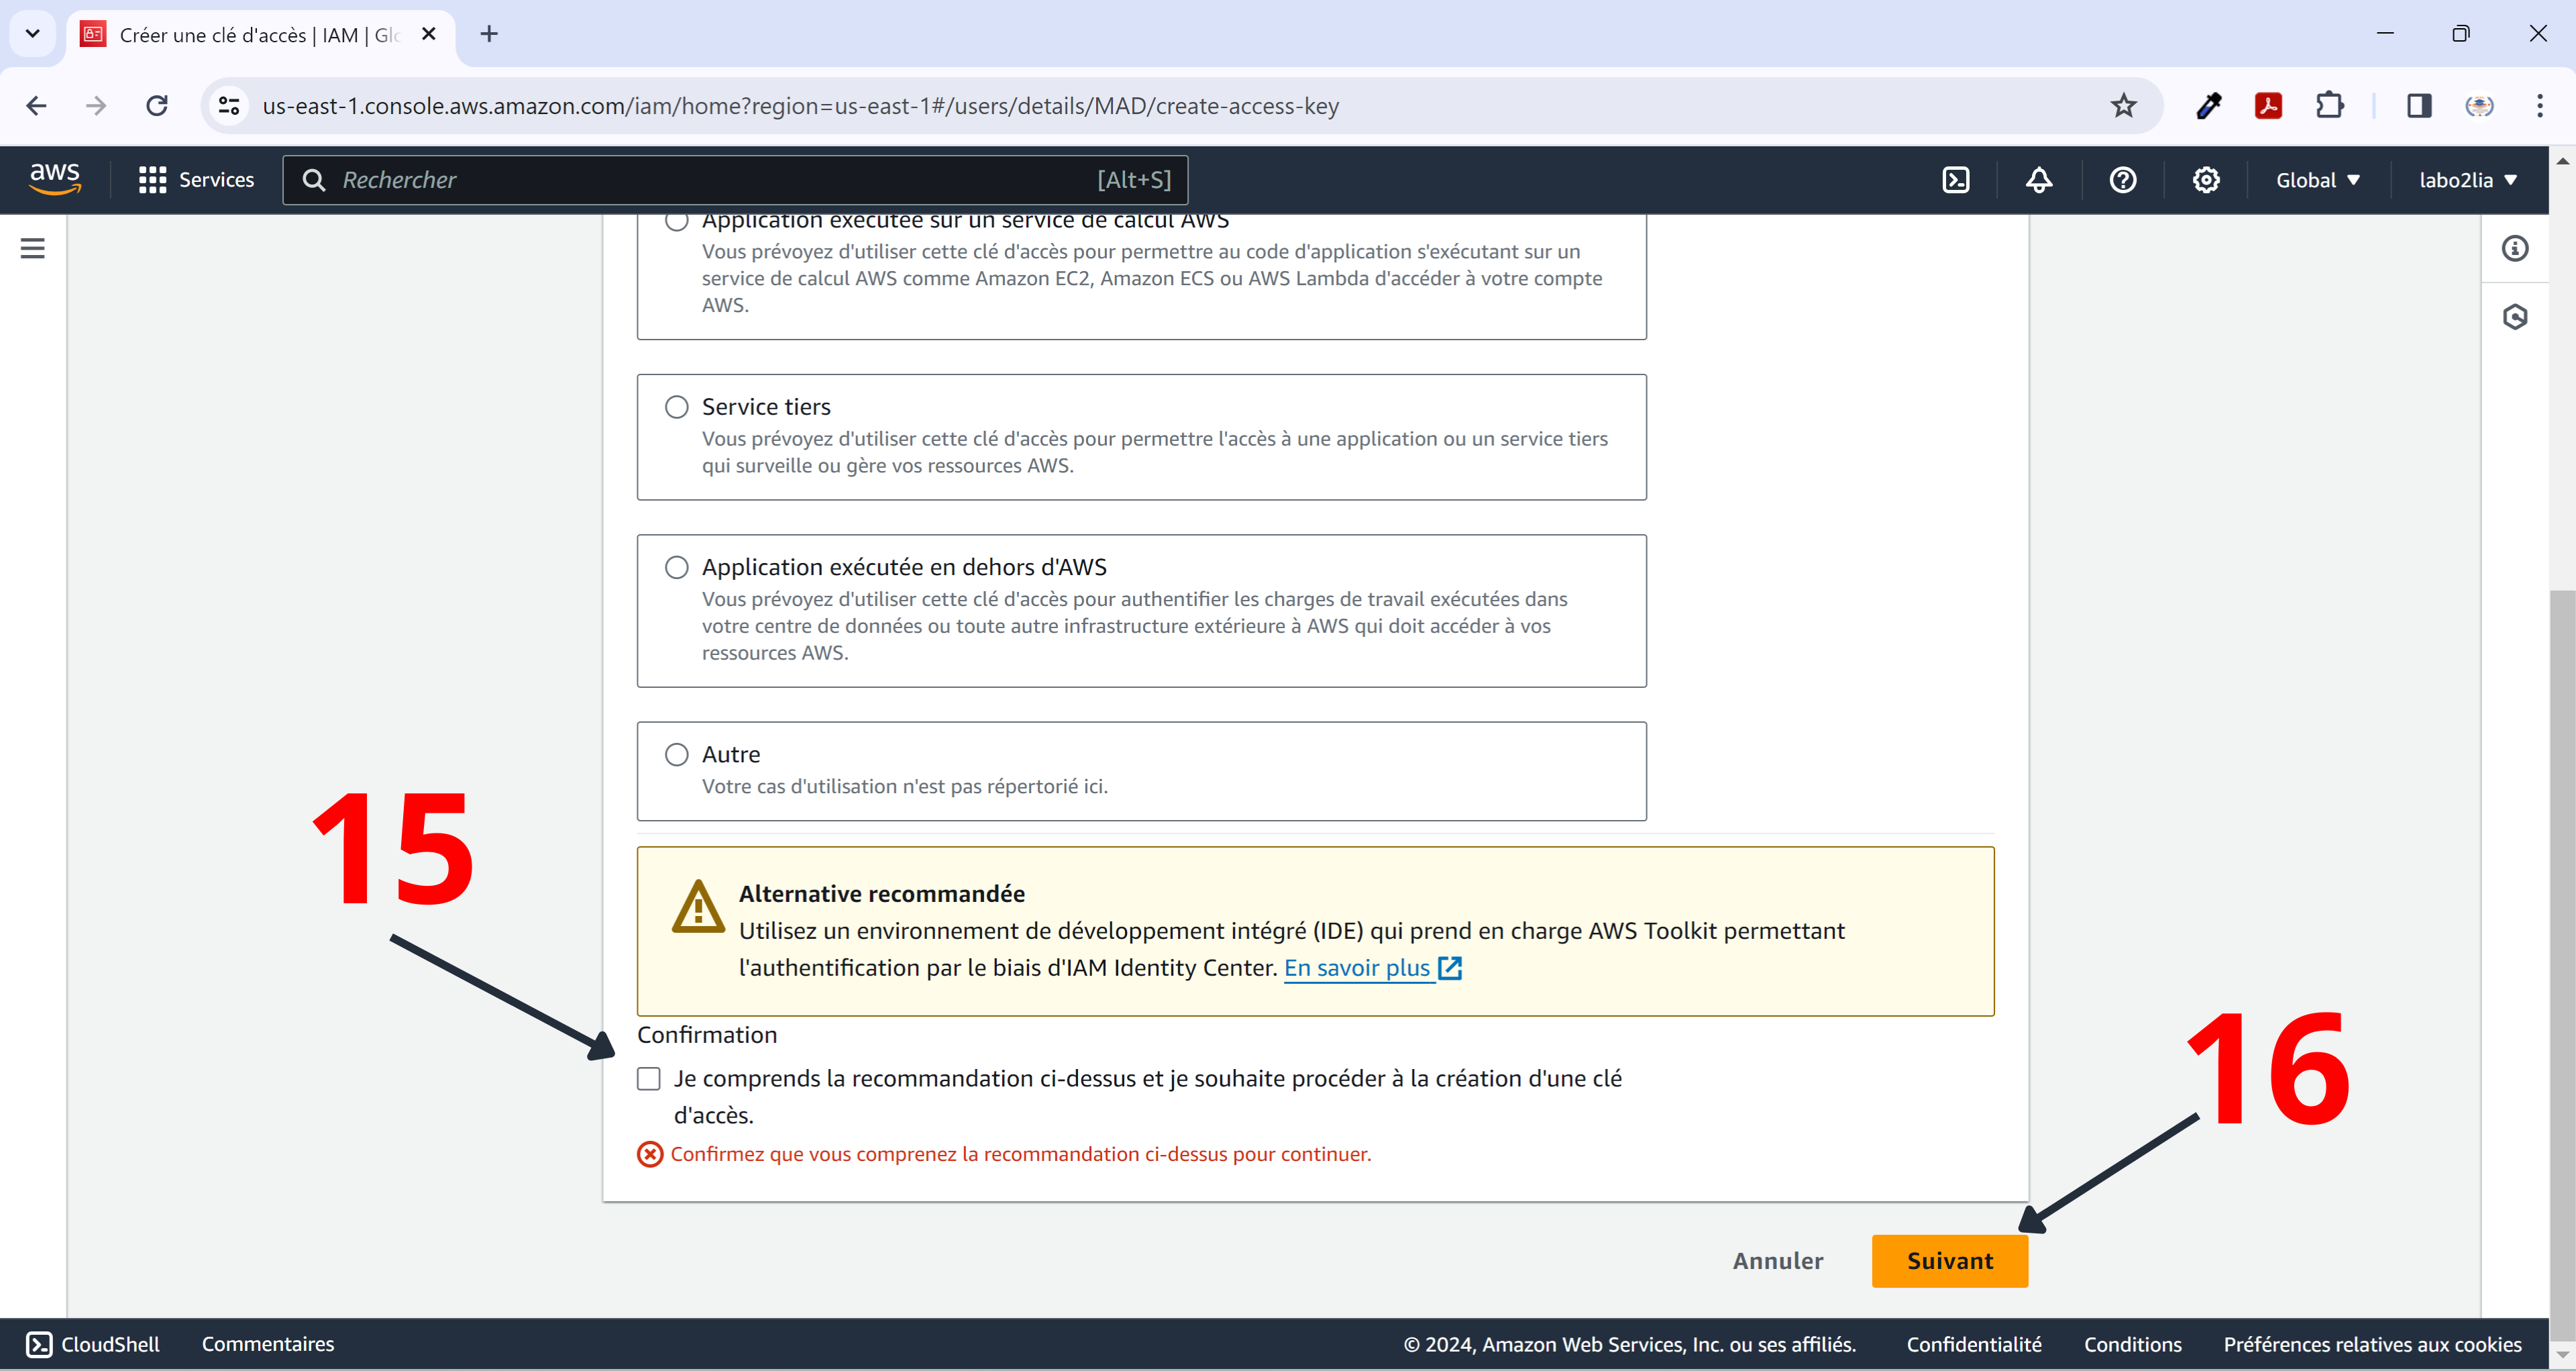 Créer une clé d'accès | IAM | Glo
us-east-1.console.aws.amazon.com/iam/home?region=us-east-1#/users/details/MAD/create-access-key
aws
Services
Rechercher
[Alt+S]
Global
labo2lia
Application exécutée sur un service de calcul AWS
Vous prévoyez d'utiliser cette clé d'accès pour permettre au code d'application s'exécutant sur un
service de calcul AWS comme Amazon EC2, Amazon ECS ou AWS Lambda d'accéder à votre compte
AWS.
Service tiers
Vous prévoyez d'utiliser cette clé d'accès pour permettre l'accès à une application ou un service tiers
qui surveille ou gère vos ressources AWS.
Application exécutée en dehors d'AWS
Vous prévoyez d'utiliser cette clé d'accès pour authentifier les charges de travail exécutées dans
votre centre de données ou toute autre infrastructure extérieure à AWS qui doit accéder à vos
ressources AWS.
Autre
Votre cas d'utilisation n'est pas répertorié ici.
15
Alternative recommandée
Utilisez un environnement de développement intégré (IDE) qui prend en charge AWS Toolkit permettant
l'authentification par le biais d'IAM Identity Center. En savoir plus
Confirmation
Je comprends la recommandation ci-dessus et je souhaite procéder à la création d'une clé
d'accès.
Confirmez que vous comprenez la recommandation ci-dessus pour continuer.
16
Annuler
Suivant
CloudShell
Commentaires
© 2024, Amazon Web Services, Inc. ou ses affiliés.
Confidentialité
Conditions
Préférences relatives aux cookies